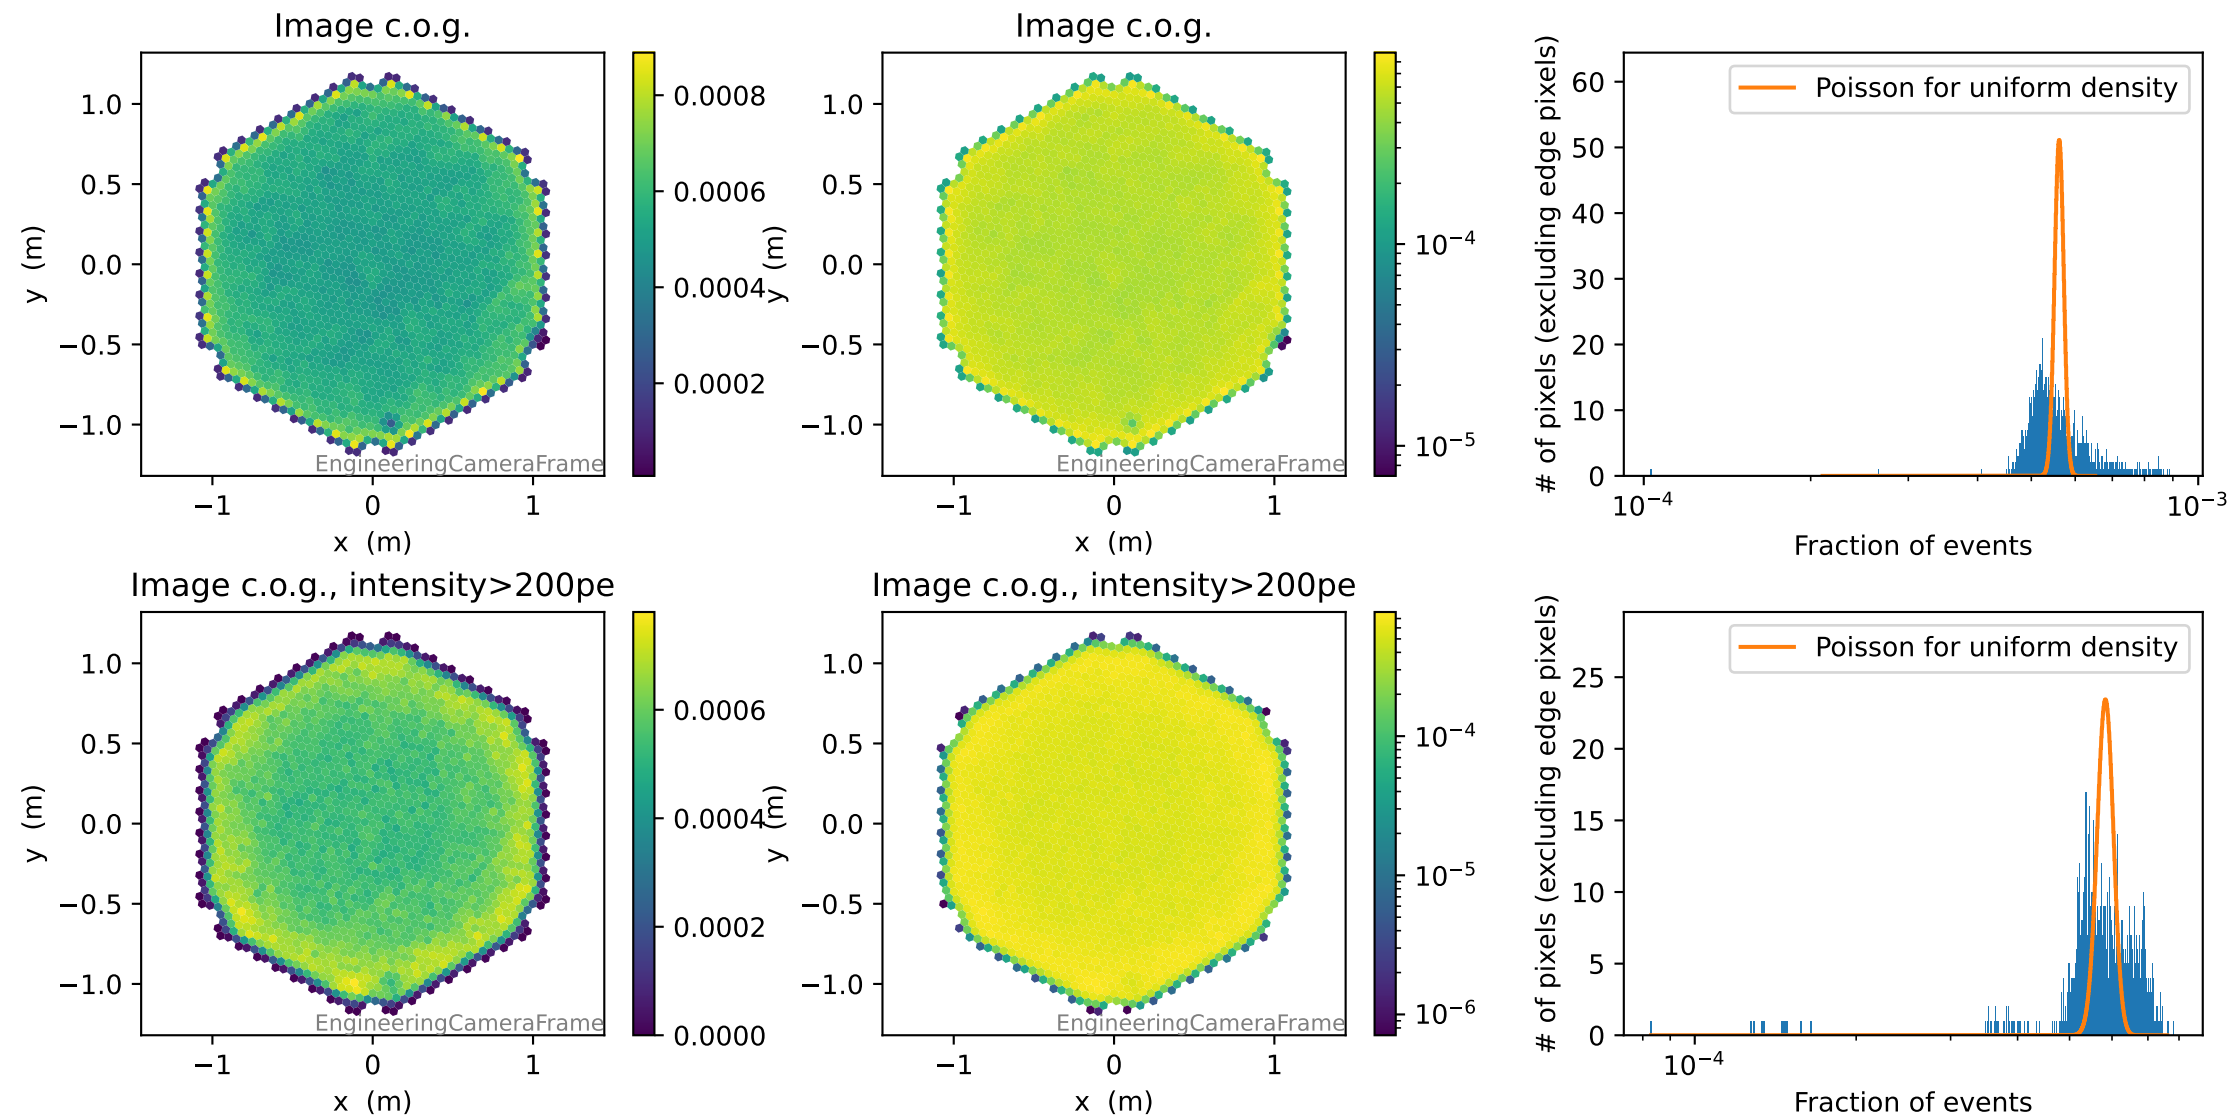 Image c.o.g.
1.0
0.5
0.0
−0.5
−1.0
y (m)
−1
0
1
x (m)
EngineeringCameraFrame
0.0008
0.0006
0.0004
0.0002
Image c.o.g.
1.0
0.5
0.0
−0.5
−1.0
y (m)
−1
0
1
x (m)
EngineeringCameraFrame
10⁻⁴
10⁻⁵
# of pixels (excluding edge pixels)
60
50
40
30
20
10
0
Poisson for uniform density
10⁻⁴
10⁻³
Fraction of events
Image c.o.g., intensity>200pe
1.0
0.5
0.0
−0.5
−1.0
y (m)
−1
0
1
x (m)
EngineeringCameraFrame
0.0006
0.0004
0.0002
0.0000
Image c.o.g., intensity>200pe
1.0
0.5
0.0
−0.5
−1.0
y (m)
−1
0
1
x (m)
EngineeringCameraFrame
10⁻⁴
10⁻⁵
10⁻⁶
# of pixels (excluding edge pixels)
25
20
15
10
5
0
Poisson for uniform density
10⁻⁴
Fraction of events